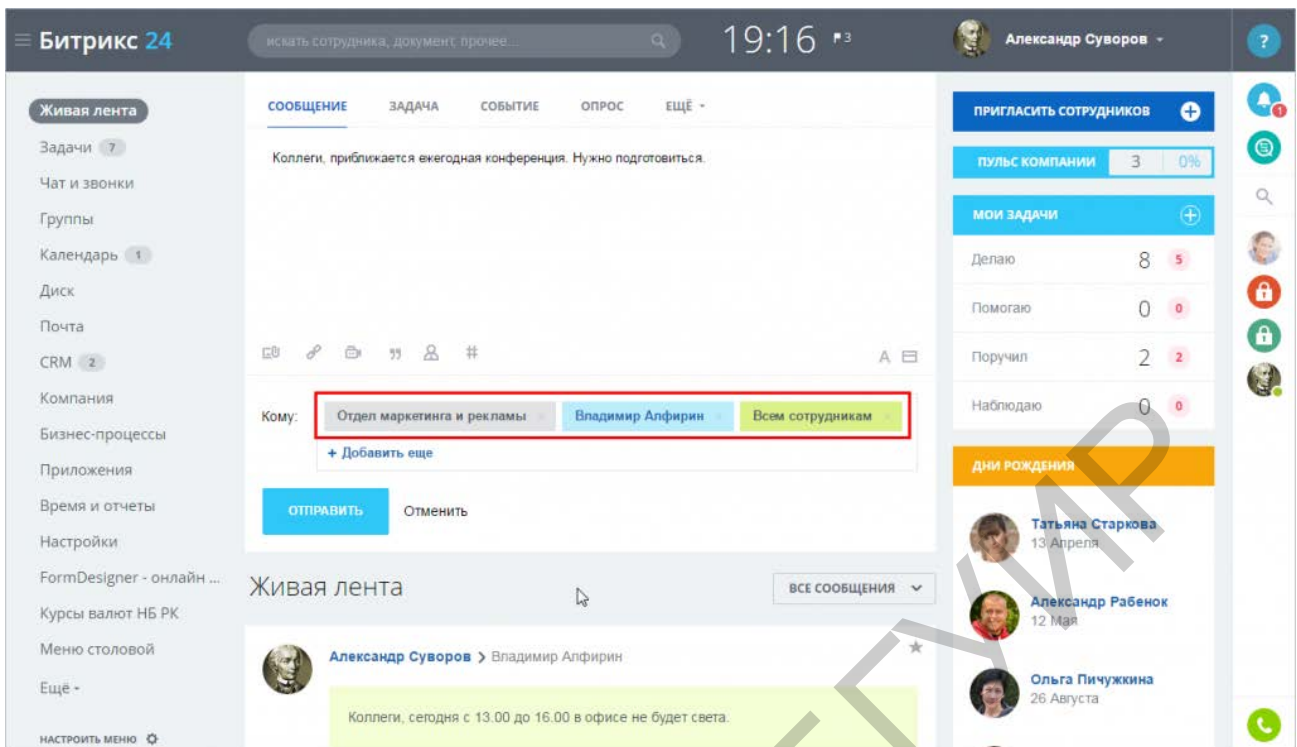 Битрикс 24
искать сотрудника, документ, прочее...
19:16
3
Александр Суворов
?
Живая лента
Задачи 7
Чат и звонки
Группы
Календарь 1
Диск
Почта
CRM 2
Компания
Бизнес-процессы
Приложения
Время и отчеты
Настройки
FormDesigner - онлайн ...
Курсы валют НБ РК
Меню столовой
Ещё
НАСТРОИТЬ МЕНЮ
СООБЩЕНИЕ ЗАДАЧА СОБЫТИЕ ОПРОС ЕЩЁ
Коллеги, приближается ежегодная конференция. Нужно подготовиться.
A
Кому: Отдел маркетинга и рекламы × Владимир Алфирин × Всем сотрудникам ×
+ Добавить еще
ОТПРАВИТЬ Отменить
Живая лента
ВСЕ СООБЩЕНИЯ
Александр Суворов > Владимир Алфирин
Коллеги, сегодня с 13.00 до 16.00 в офисе не будет света.
ПРИГЛАСИТЬ СОТРУДНИКОВ +
ПУЛЬС КОМПАНИИ 3 0%
МОИ ЗАДАЧИ +
Делаю 8 5
Помогаю 0 0
Поручил 2 2
Наблюдаю 0 0
ДНИ РОЖДЕНИЯ
Татьяна Старкова
13 Апреля
Александр Рабенок
12 Мая
Ольга Пичужкина
26 Августа
1
ГУИР